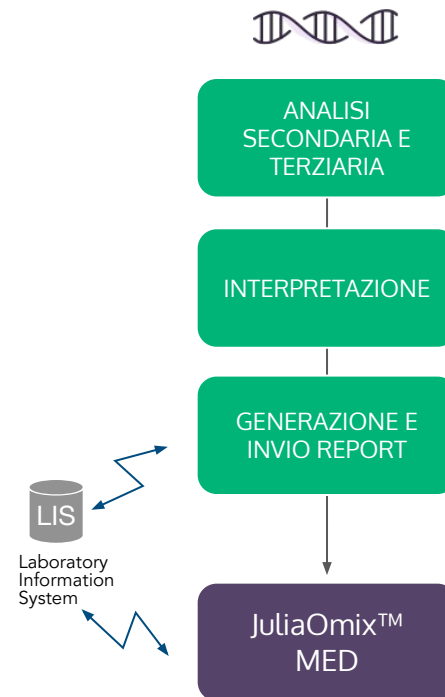 ANALISI
SECONDARIA E
TERZIARIA
INTERPRETAZIONE
GENERAZIONE E
INVIO REPORT
LIS
Laboratory
Information
System
JuliaOmix™
MED